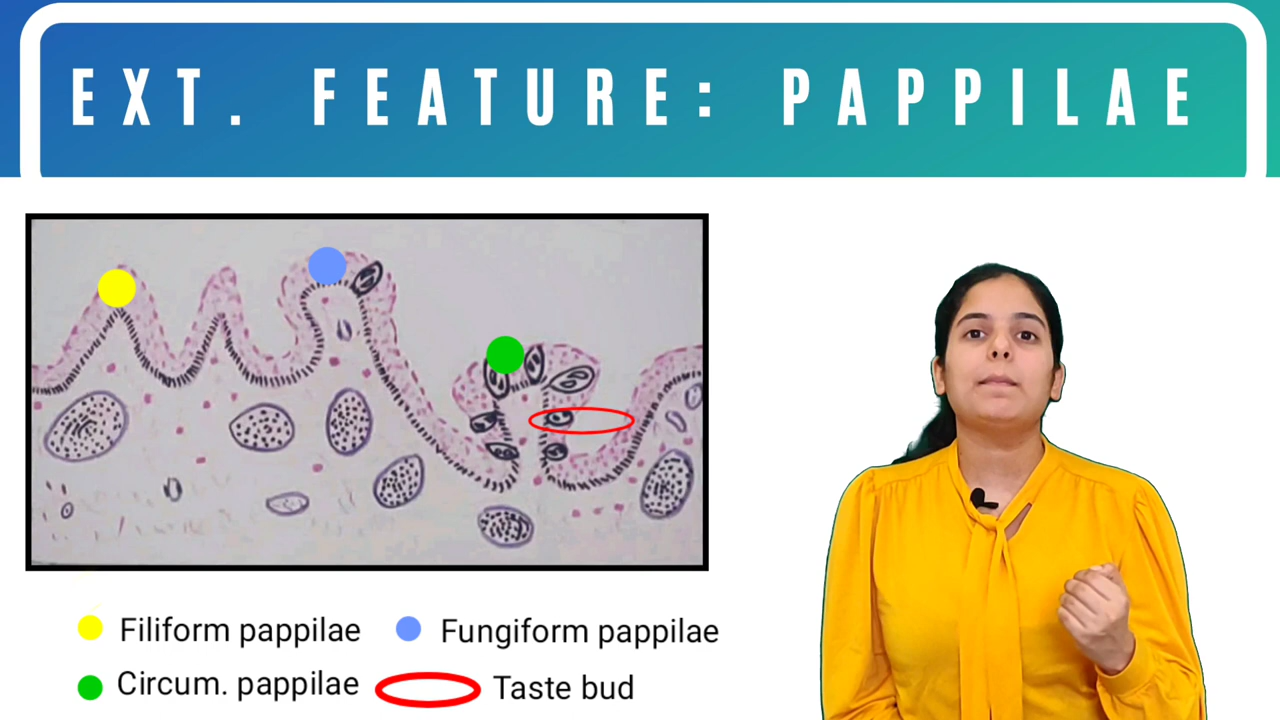 EXT. FEATURE: PAPPILAE
Filiform pappilae
Fungiform pappilae
Circum. pappilae
Taste bud